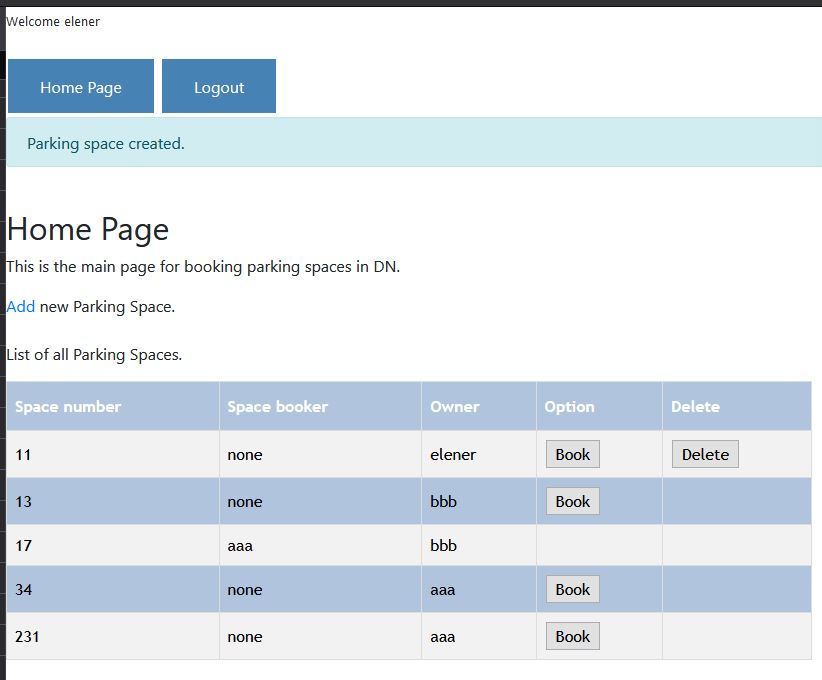 Welcome elener
Home Page Logout
Parking space created.
Home Page
This is the main page for booking parking spaces in DN.
Add new Parking Space.
List of all Parking Spaces.
Space number Space booker Owner Option Delete
11 none elener Book Delete
13 none bbb Book
17 aaa bbb
34 none aaa Book
231 none aaa Book